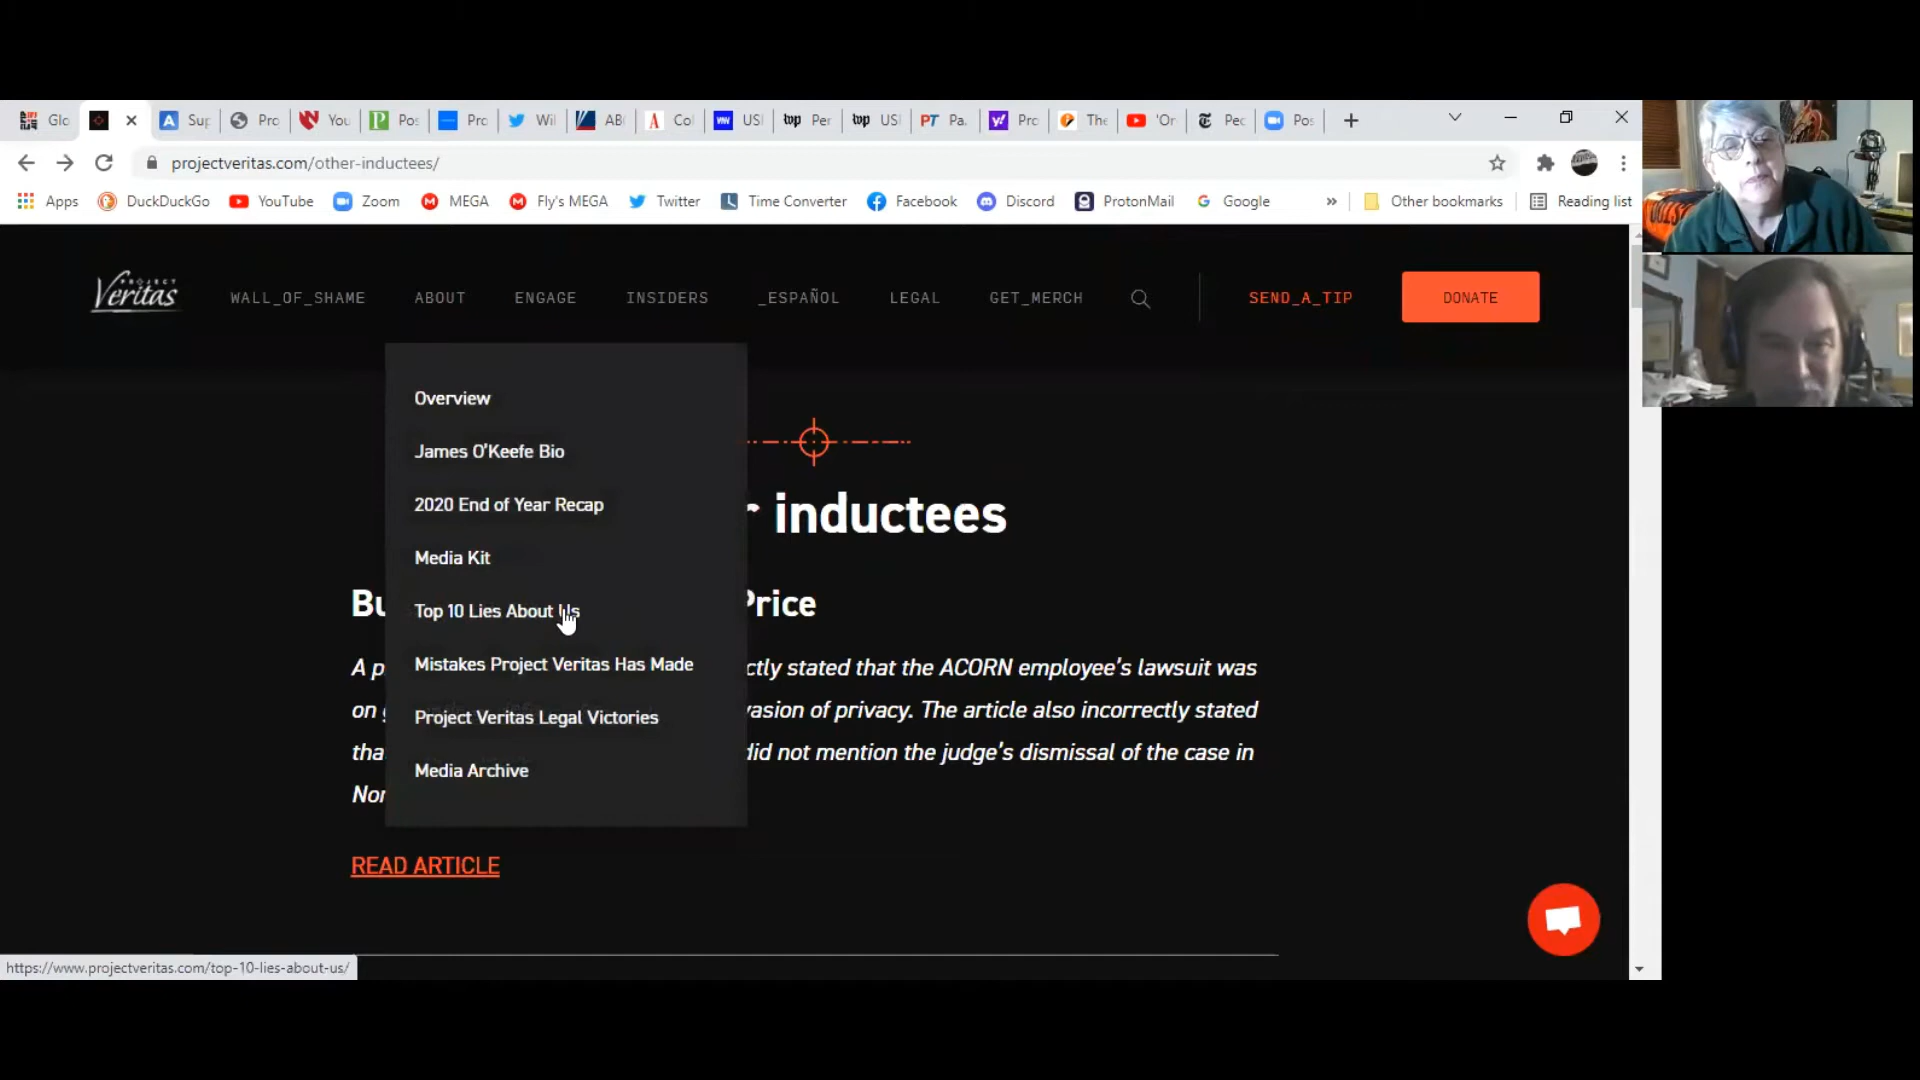 Glo
Sup
Pro
You
Pos
Pro
Wil
AB
Co
USI
Per
USI
Pa.
Pro
The
'Or
Pec
Pos
projectveritas.com/other-inductees/
Apps
DuckDuckGo
YouTube
Zoom
MEGA
Fly's MEGA
Twitter
Time Converter
Facebook
Discord
ProtonMail
Google
»
Other bookmarks
Reading list
PROJECT
Veritas
WALL_OF_SHAME
ABOUT
ENGAGE
INSIDERS
_ESPAÑOL
LEGAL
GET_MERCH
SEND_A_TIP
DONATE
Overview
James O'Keefe Bio
2020 End of Year Recap
Media Kit
Top 10 Lies About Us
Mistakes Project Veritas Has Made
Project Veritas Legal Victories
Media Archive
r inductees
Bu Price
A p ctly stated that the ACORN employee's lawsuit was
on asion of privacy. The article also incorrectly stated
tha did not mention the judge's dismissal of the case in
Nor
READ ARTICLE
https://www.projectveritas.com/top-10-lies-about-us/